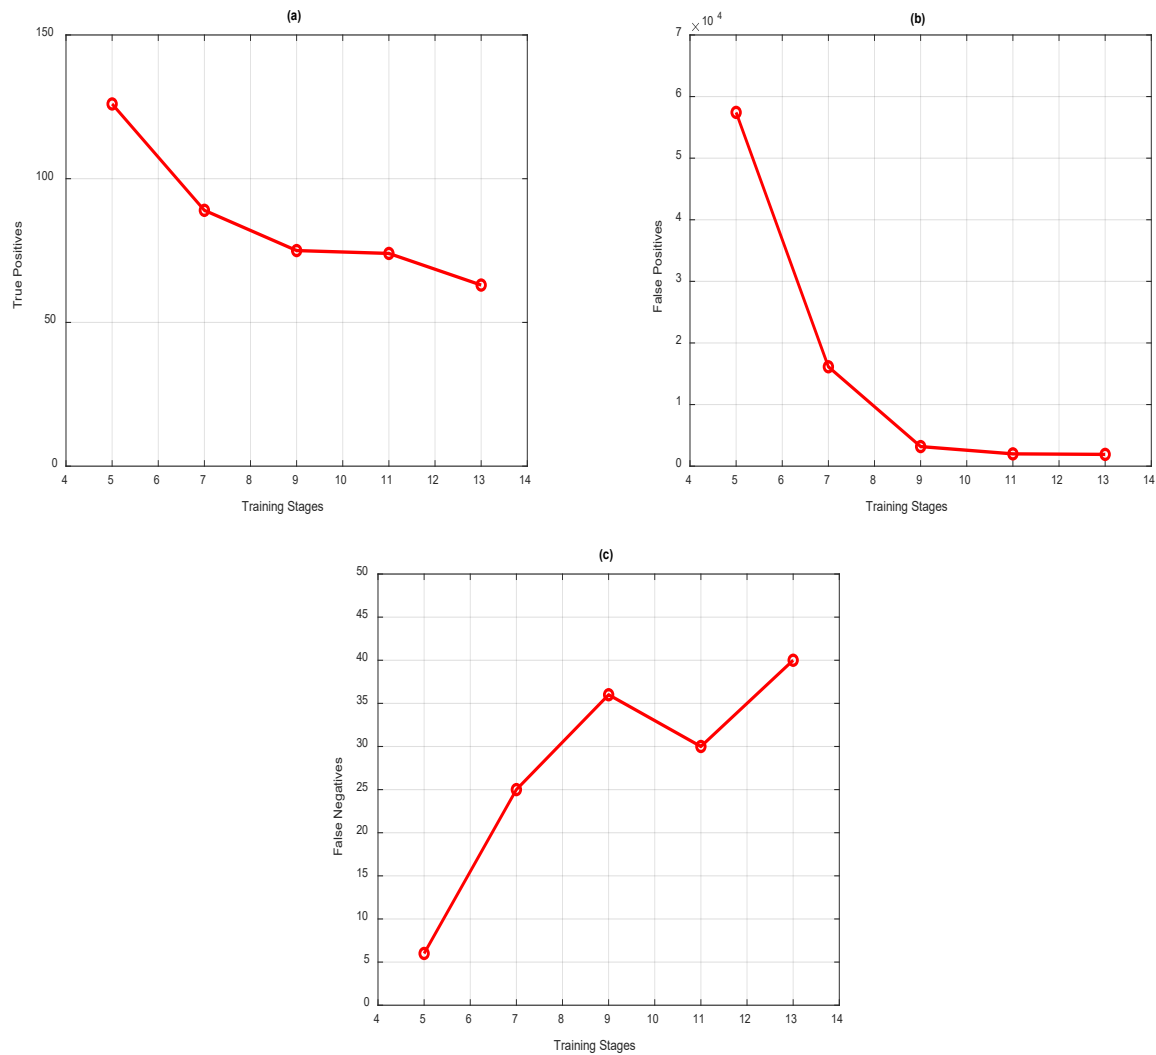 (a)
150
100
50
0
True Positives
4 5 6 7 8 9 10 11 12 13 14
Training Stages
(b)
× 10 4
7
6
5
4
3
2
1
0
False Positives
4 5 6 7 8 9 10 11 12 13 14
Training Stages
(c)
50
45
40
35
30
25
20
15
10
5
0
False Negatives
4 5 6 7 8 9 10 11 12 13 14
Training Stages